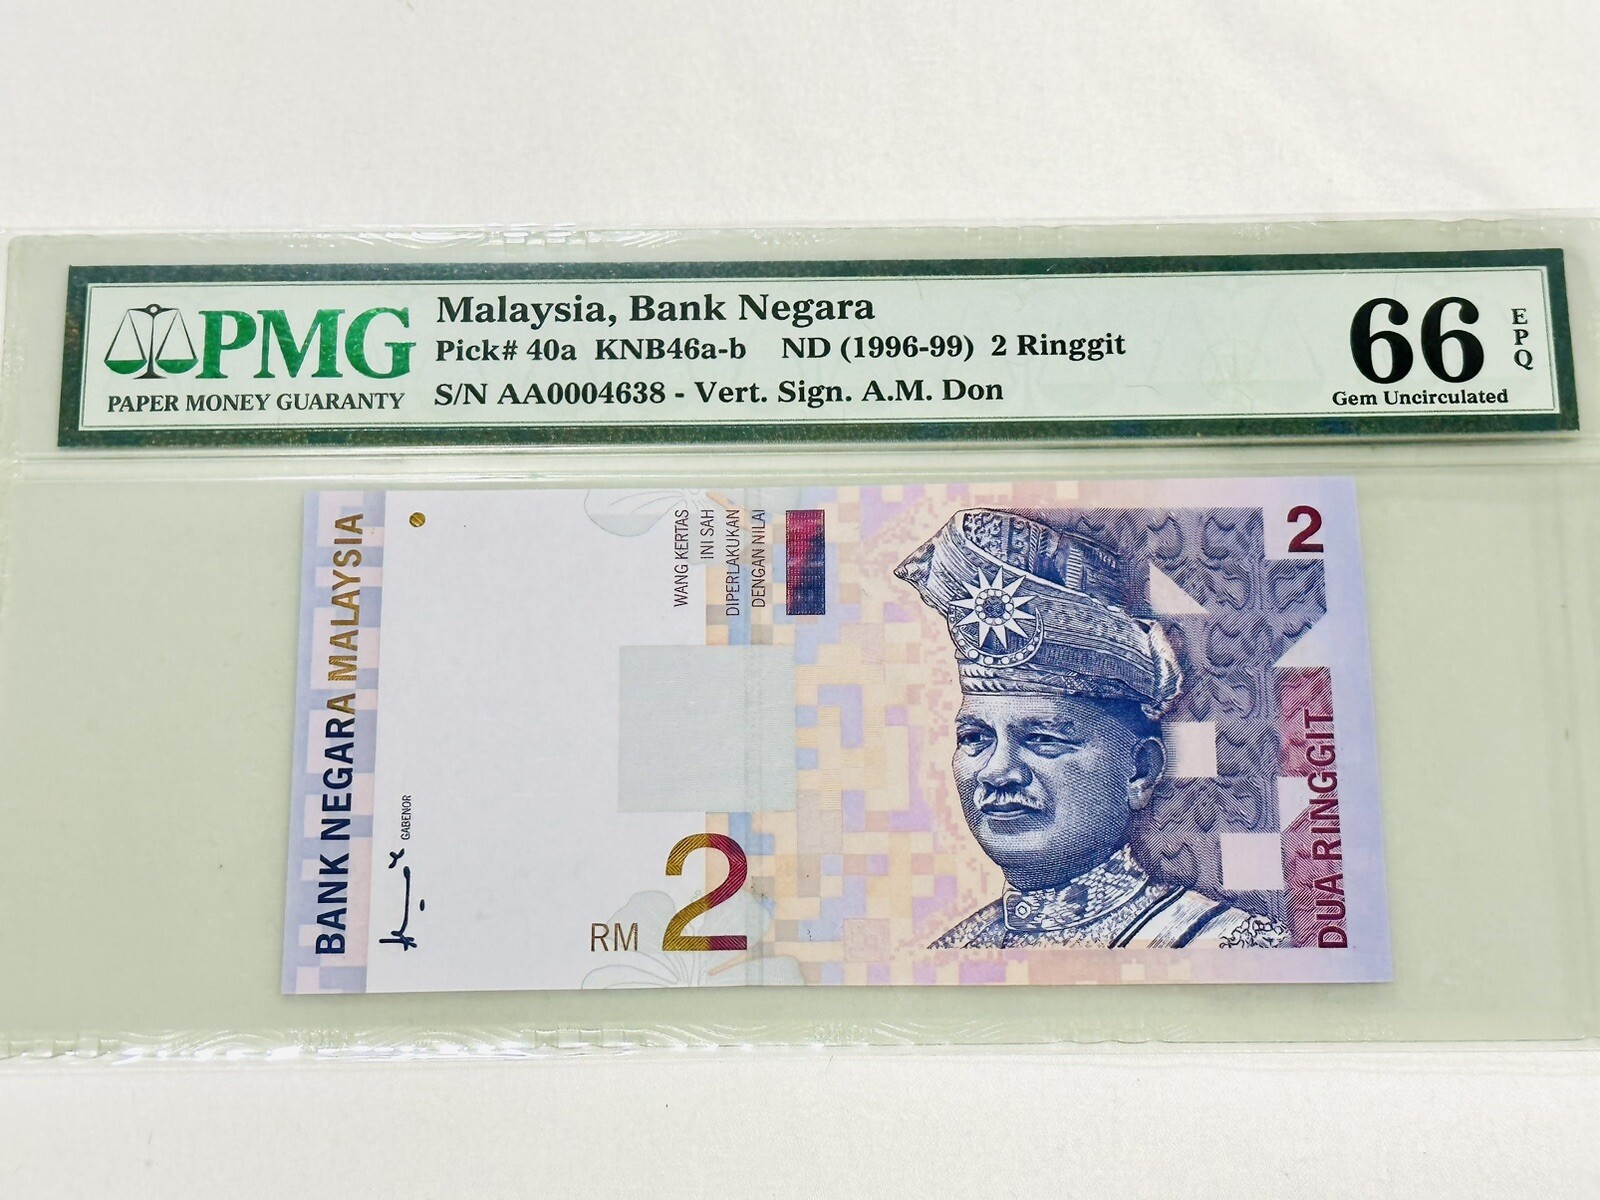 PMG
PAPER MONEY GUARANTY
Malaysia, Bank Negara
Pick# 40a KNB46a-b ND (1996-99) 2 Ringgit
S/N AA0004638 - Vert. Sign. A.M. Don
66
EPQ
Gem Uncirculated
BANK NEGARA MALAYSIA
GABENOR
WANG KERTAS
INI SAH
DIPERLAKUKAN
DENGAN NILAI
RM 2
2
DUA RINGGIT